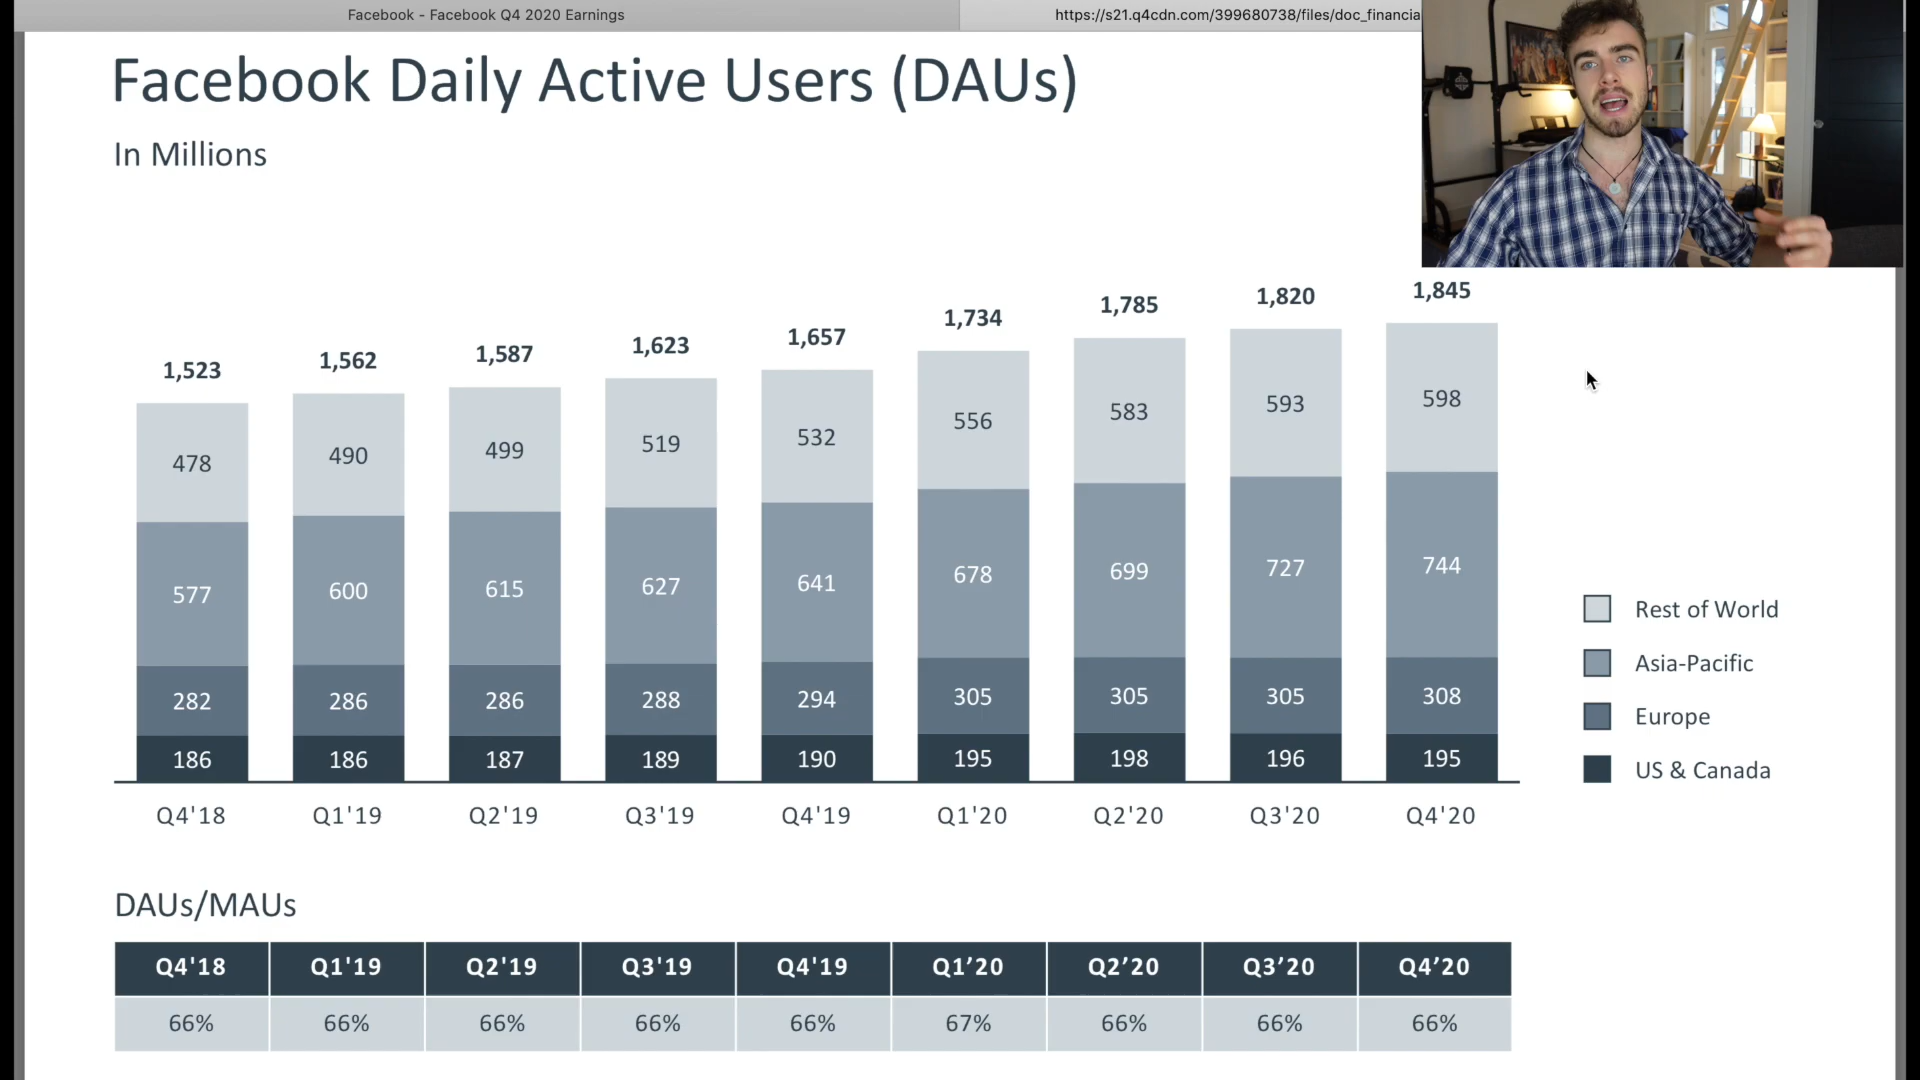 Facebook - Facebook Q4 2020 Earnings
https://s21.q4cdn.com/399680738/files/doc_financia
Facebook Daily Active Users (DAUs)
In Millions
1,523 1,562 1,587 1,623 1,657 1,734 1,785 1,820 1,845
478 490 499 519 532 556 583 593 598
577 600 615 627 641 678 699 727 744
282 286 286 288 294 305 305 305 308
186 186 187 189 190 195 198 196 195
Q4'18 Q1'19 Q2'19 Q3'19 Q4'19 Q1'20 Q2'20 Q3'20 Q4'20
Rest of World
Asia-Pacific
Europe
US & Canada
DAUs/MAUs
Q4'18 Q1'19 Q2'19 Q3'19 Q4'19 Q1’20 Q2’20 Q3’20 Q4’20
66% 66% 66% 66% 66% 67% 66% 66% 66%